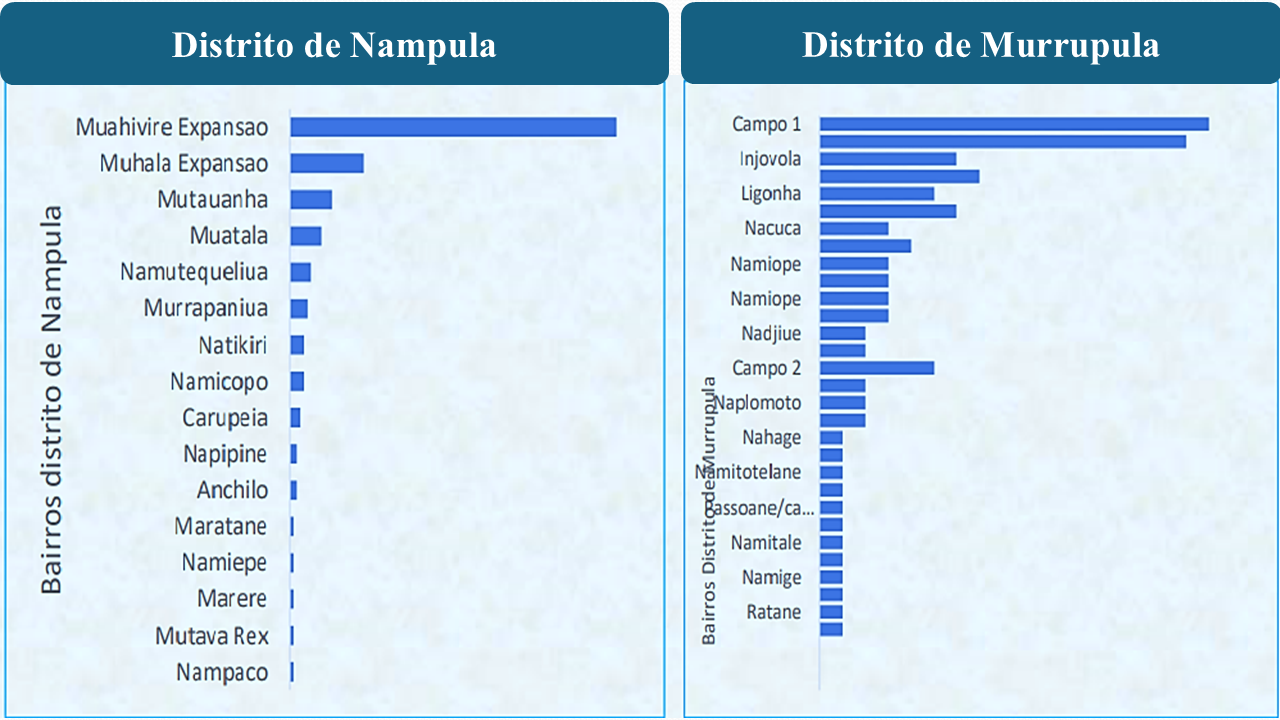 Distrito de Nampula
Bairros distrito de Nampula
Muahivire Expansao
Muhala Expansao
Mutauanha
Muatala
Namutequeliua
Murrapaniua
Natikiri
Namicopo
Carupeia
Napipine
Anchilo
Maratane
Namiepe
Marere
Mutava Rex
Nampaco
Distrito de Murrupula
Bairros Distrito de Murrupula
Campo 1
Injovola
Ligonha
Nacuca
Namiope
Namiope
Nadjiue
Campo 2
Naplomoto
Nahage
Namitotelane
Namitale
Namige
Ratane